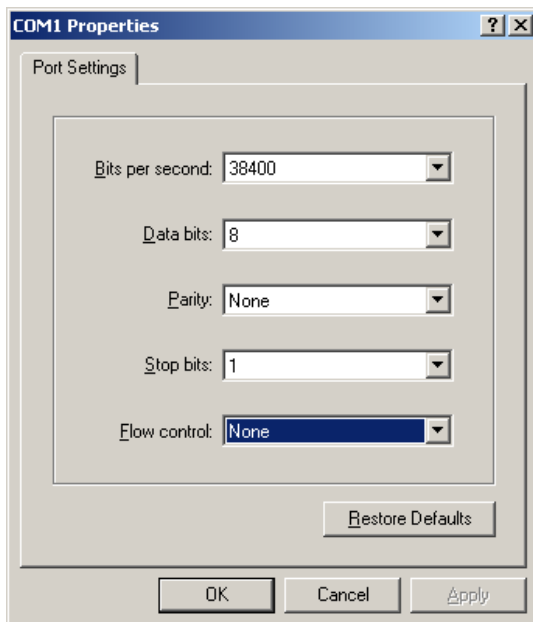 COM1 Properties
Port Settings
Bits per second: 38400
Data bits: 8
Parity: None
Stop bits: 1
Flow control: None
Restore Defaults
OK Cancel Apply